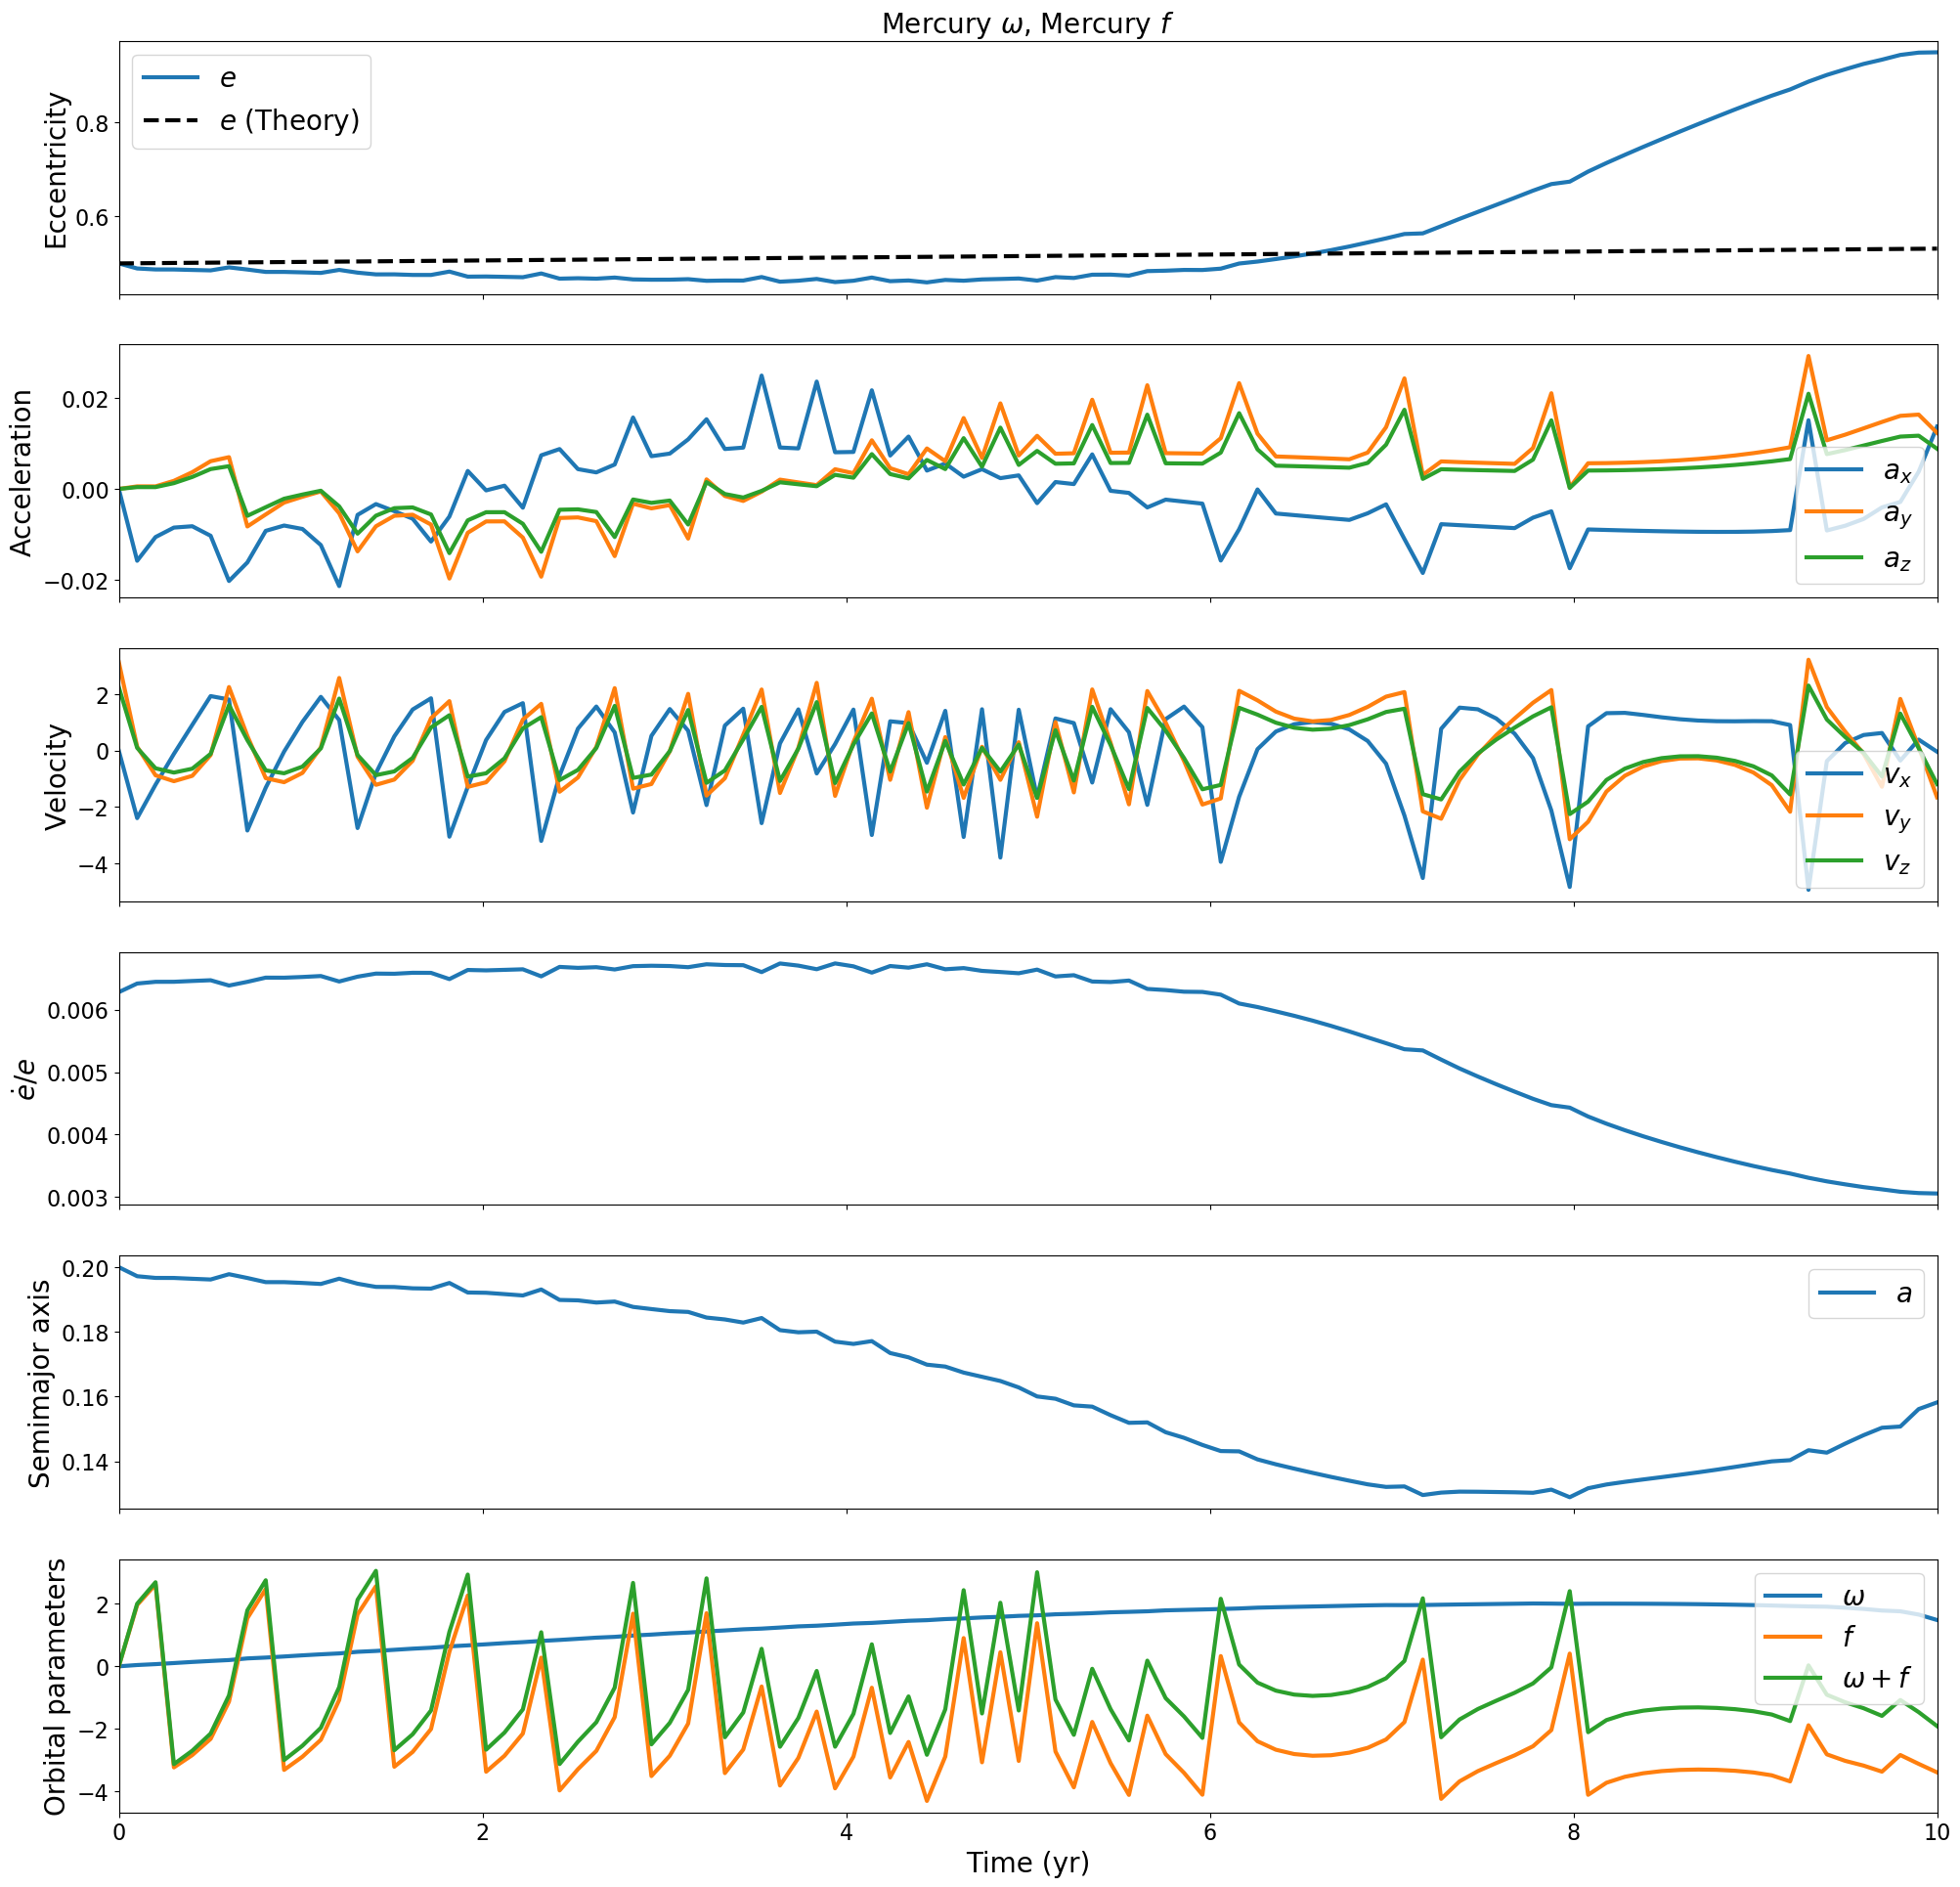 Mercury ω, Mercury f
Eccentricity
0.8
0.6
e
e (Theory)
Acceleration
0.02
0.00
−0.02
a_x
a_y
a_z
Velocity
2
0
−2
−4
v_x
v_y
v_z
ė/e
0.006
0.005
0.004
0.003
Semimajor axis
0.20
0.18
0.16
0.14
a
Orbital parameters
2
0
−2
−4
ω
f
ω + f
0 2 4 6 8 10
Time (yr)